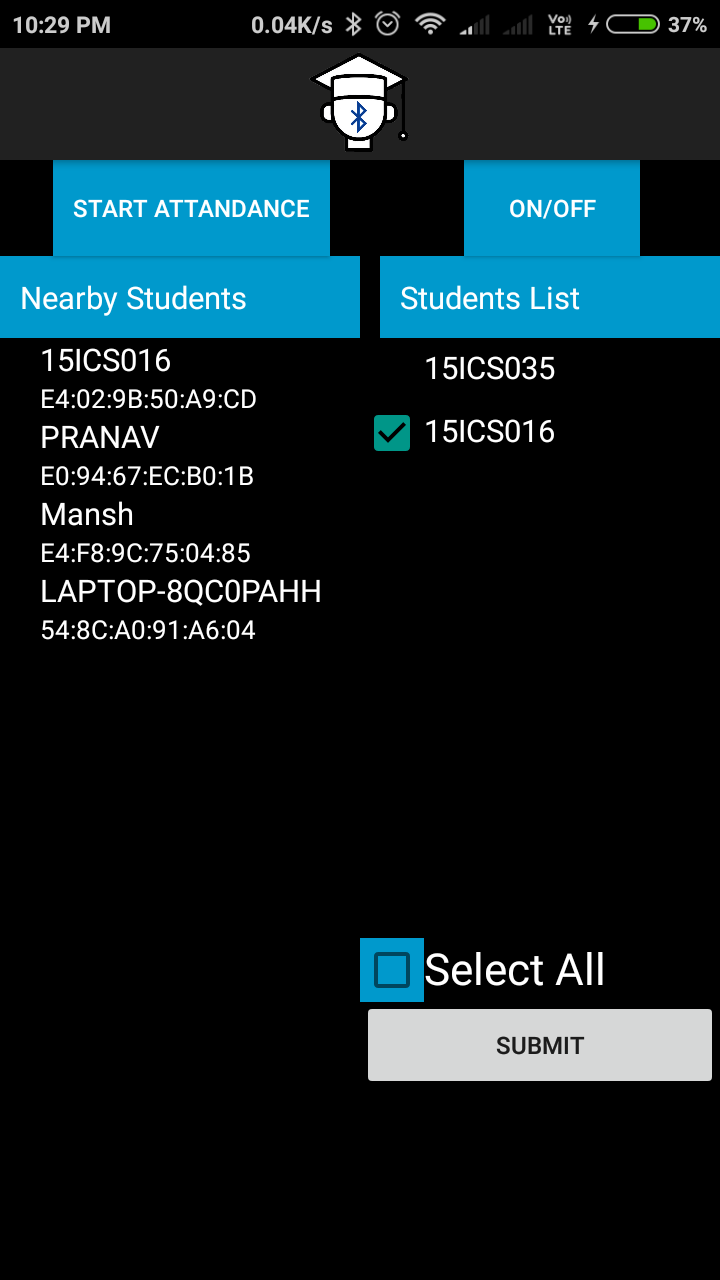 10:29 PM 0.04K/s Vo) LTE 37%
START ATTANDANCE
ON/OFF
Nearby Students
15ICS016
E4:02:9B:50:A9:CD
PRANAV
E0:94:67:EC:B0:1B
Mansh
E4:F8:9C:75:04:85
LAPTOP-8QC0PAHH
54:8C:A0:91:A6:04
Students List
15ICS035
15ICS016
Select All
SUBMIT